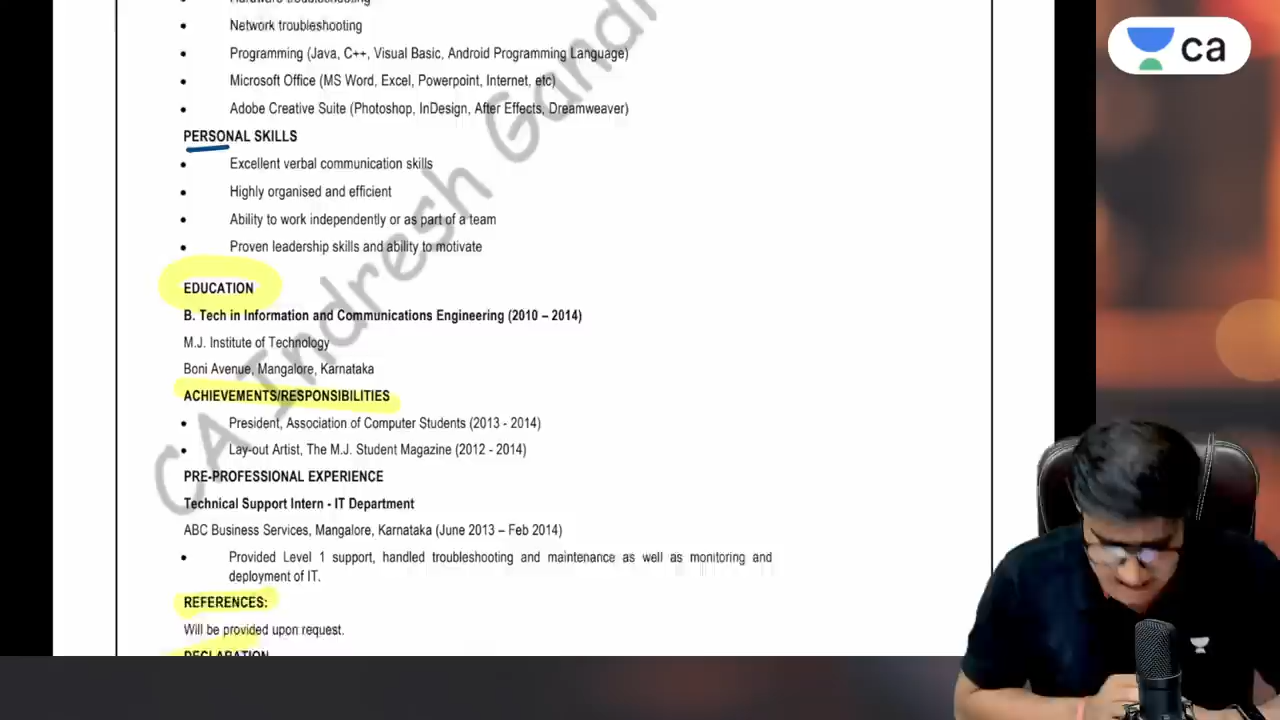 Hardware troubleshooting
Network troubleshooting
Programming (Java, C++, Visual Basic, Android Programming Language)
Microsoft Office (MS Word, Excel, Powerpoint, Internet, etc)
Adobe Creative Suite (Photoshop, InDesign, After Effects, Dreamweaver)
PERSONAL SKILLS
Excellent verbal communication skills
Highly organised and efficient
Ability to work independently or as part of a team
Proven leadership skills and ability to motivate
EDUCATION
B. Tech in Information and Communications Engineering (2010 – 2014)
M.J. Institute of Technology
Boni Avenue, Mangalore, Karnataka
ACHIEVEMENTS/RESPONSIBILITIES
President, Association of Computer Students (2013 - 2014)
Lay-out Artist, The M.J. Student Magazine (2012 - 2014)
PRE-PROFESSIONAL EXPERIENCE
Technical Support Intern - IT Department
ABC Business Services, Mangalore, Karnataka (June 2013 – Feb 2014)
Provided Level 1 support, handled troubleshooting and maintenance as well as monitoring and
deployment of IT.
REFERENCES:
Will be provided upon request.
DECLARATION
CA Indresh Gandhi
ca